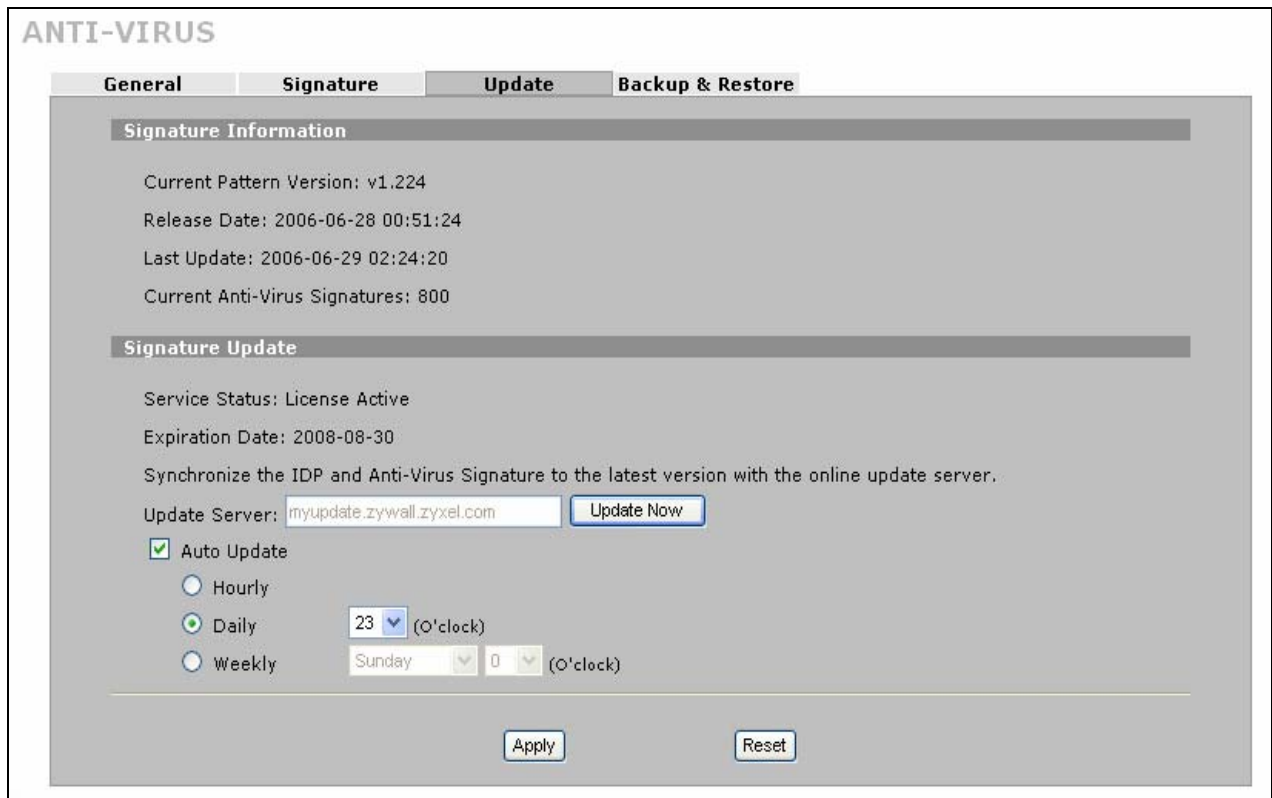 ANTI-VIRUS
General Signature Update Backup & Restore
Signature Information
Current Pattern Version: v1.224
Release Date: 2006-06-28 00:51:24
Last Update: 2006-06-29 02:24:20
Current Anti-Virus Signatures: 800
Signature Update
Service Status: License Active
Expiration Date: 2008-08-30
Synchronize the IDP and Anti-Virus Signature to the latest version with the online update server.
Update Server: myupdate.zywall.zyxel.com Update Now
Auto Update
Hourly
Daily 23 (O'clock)
Weekly Sunday 0 (O'clock)
Apply Reset